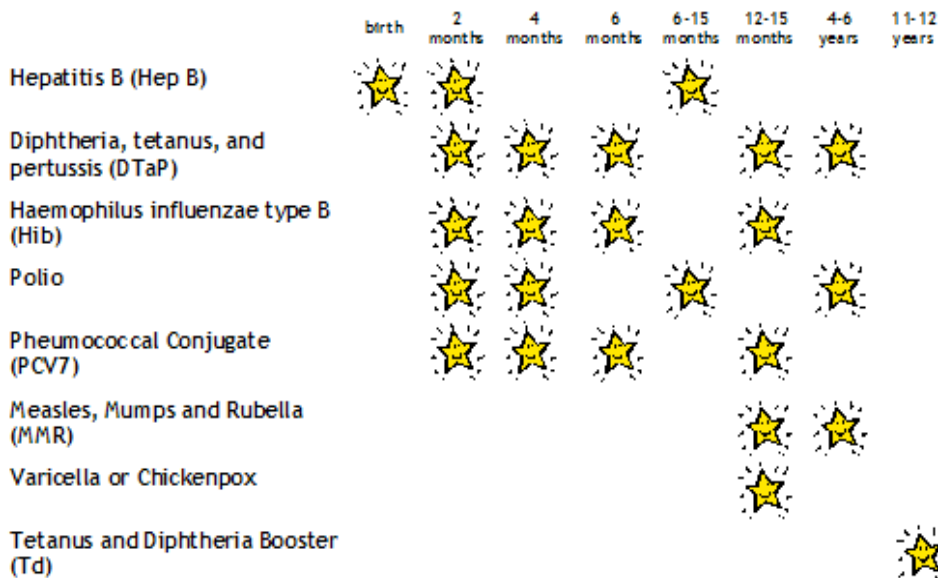 birth 2 months 4 months 6 months 6-15 months 12-15 months 4-6 years 11-12 years
Hepatitis B (Hep B)
Diphtheria, tetanus, and
pertussis (DTaP)
Haemophilus influenzae type B
(Hib)
Polio
Pheumococcal Conjugate
(PCV7)
Measles, Mumps and Rubella
(MMR)
Varicella or Chickenpox
Tetanus and Diphtheria Booster
(Td)